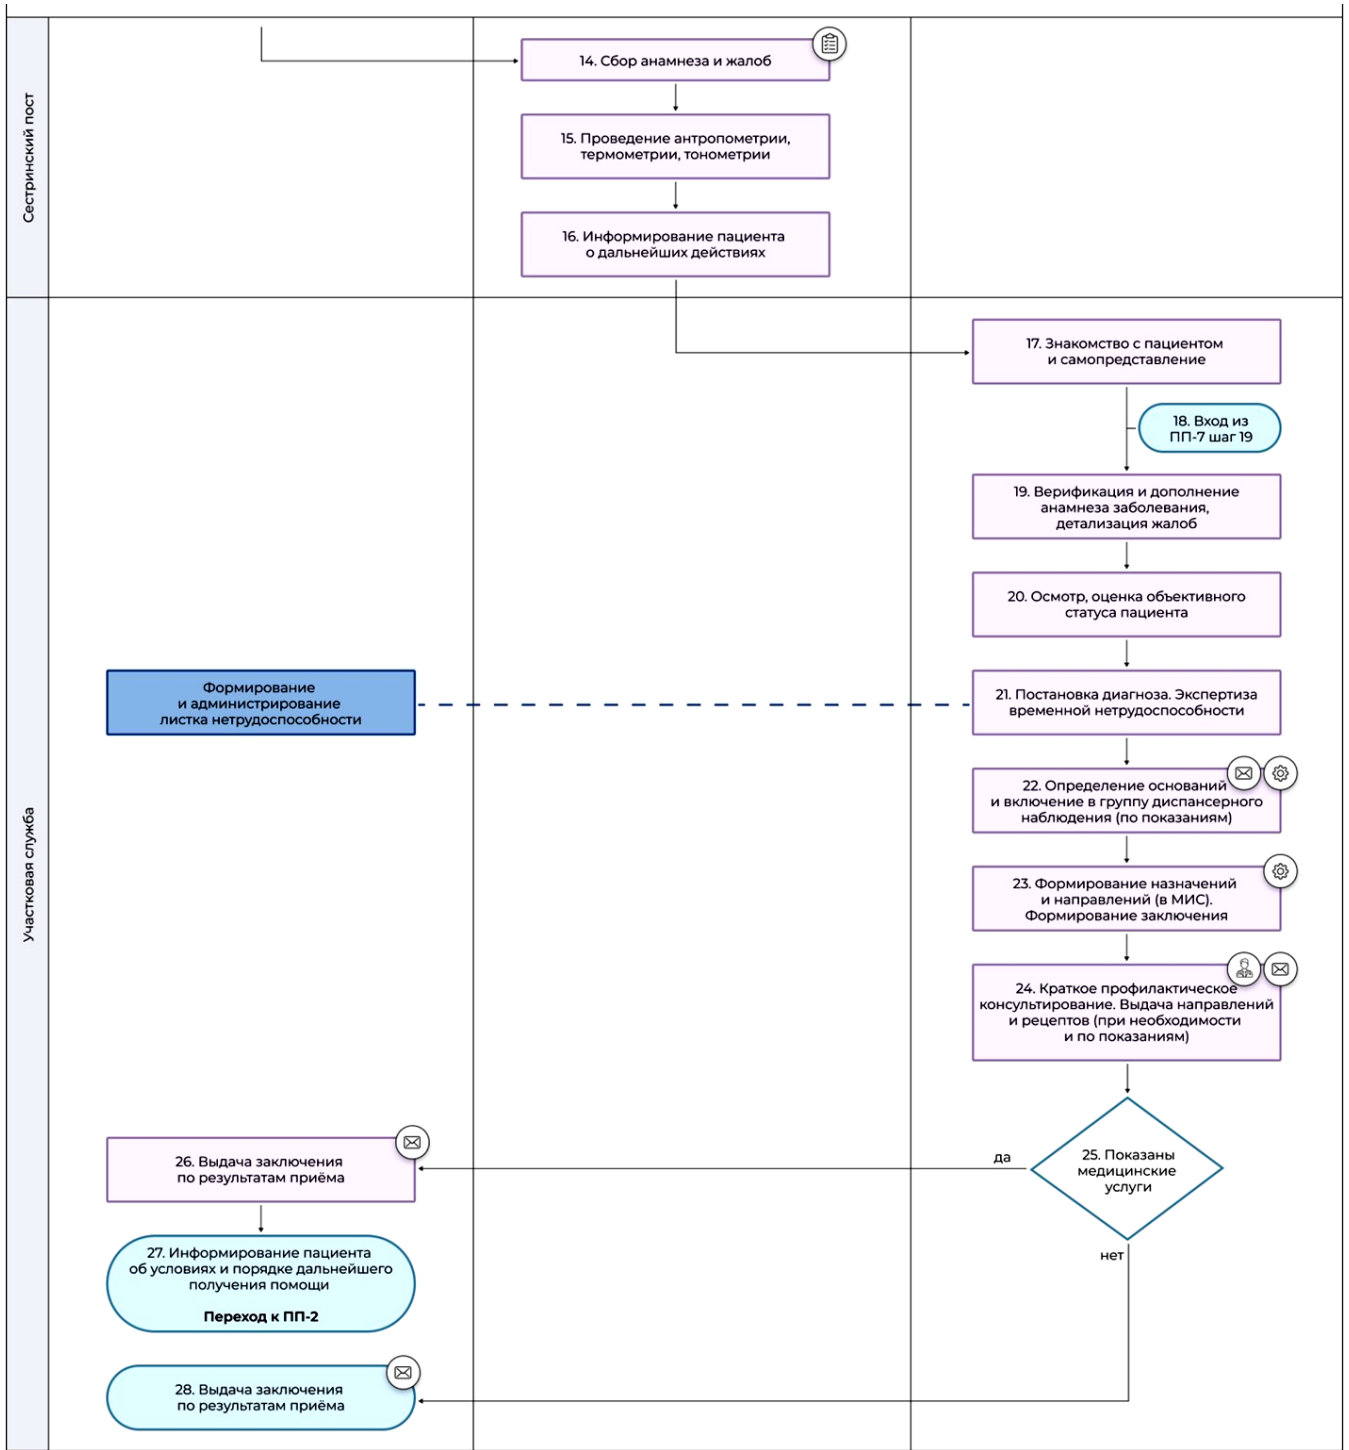 Сестринский пост
14. Сбор анамнеза и жалоб
15. Проведение антропометрии,
термометрии, тонометрии
16. Информирование пациента
о дальнейших действиях
Участковая служба
17. Знакомство с пациентом
и самопредставление
18. Вход из
ПП-7 шаг 19
19. Верификация и дополнение
анамнеза заболевания,
детализация жалоб
20. Осмотр, оценка объективного
статуса пациента
Формирование
и администрирование
листка нетрудоспособности
21. Постановка диагноза. Экспертиза
временной нетрудоспособности
22. Определение оснований
и включение в группу диспансерного
наблюдения (по показаниям)
23. Формирование назначений
и направлений (в МИС).
Формирование заключения
24. Краткое профилактическое
консультирование. Выдача направлений
и рецептов (при необходимости
и по показаниям)
25. Показаны
медицинские
услуги
да
нет
26. Выдача заключения
по результатам приёма
27. Информирование пациента
об условиях и порядке дальнейшего
получения помощи
Переход к ПП-2
28. Выдача заключения
по результатам приёма